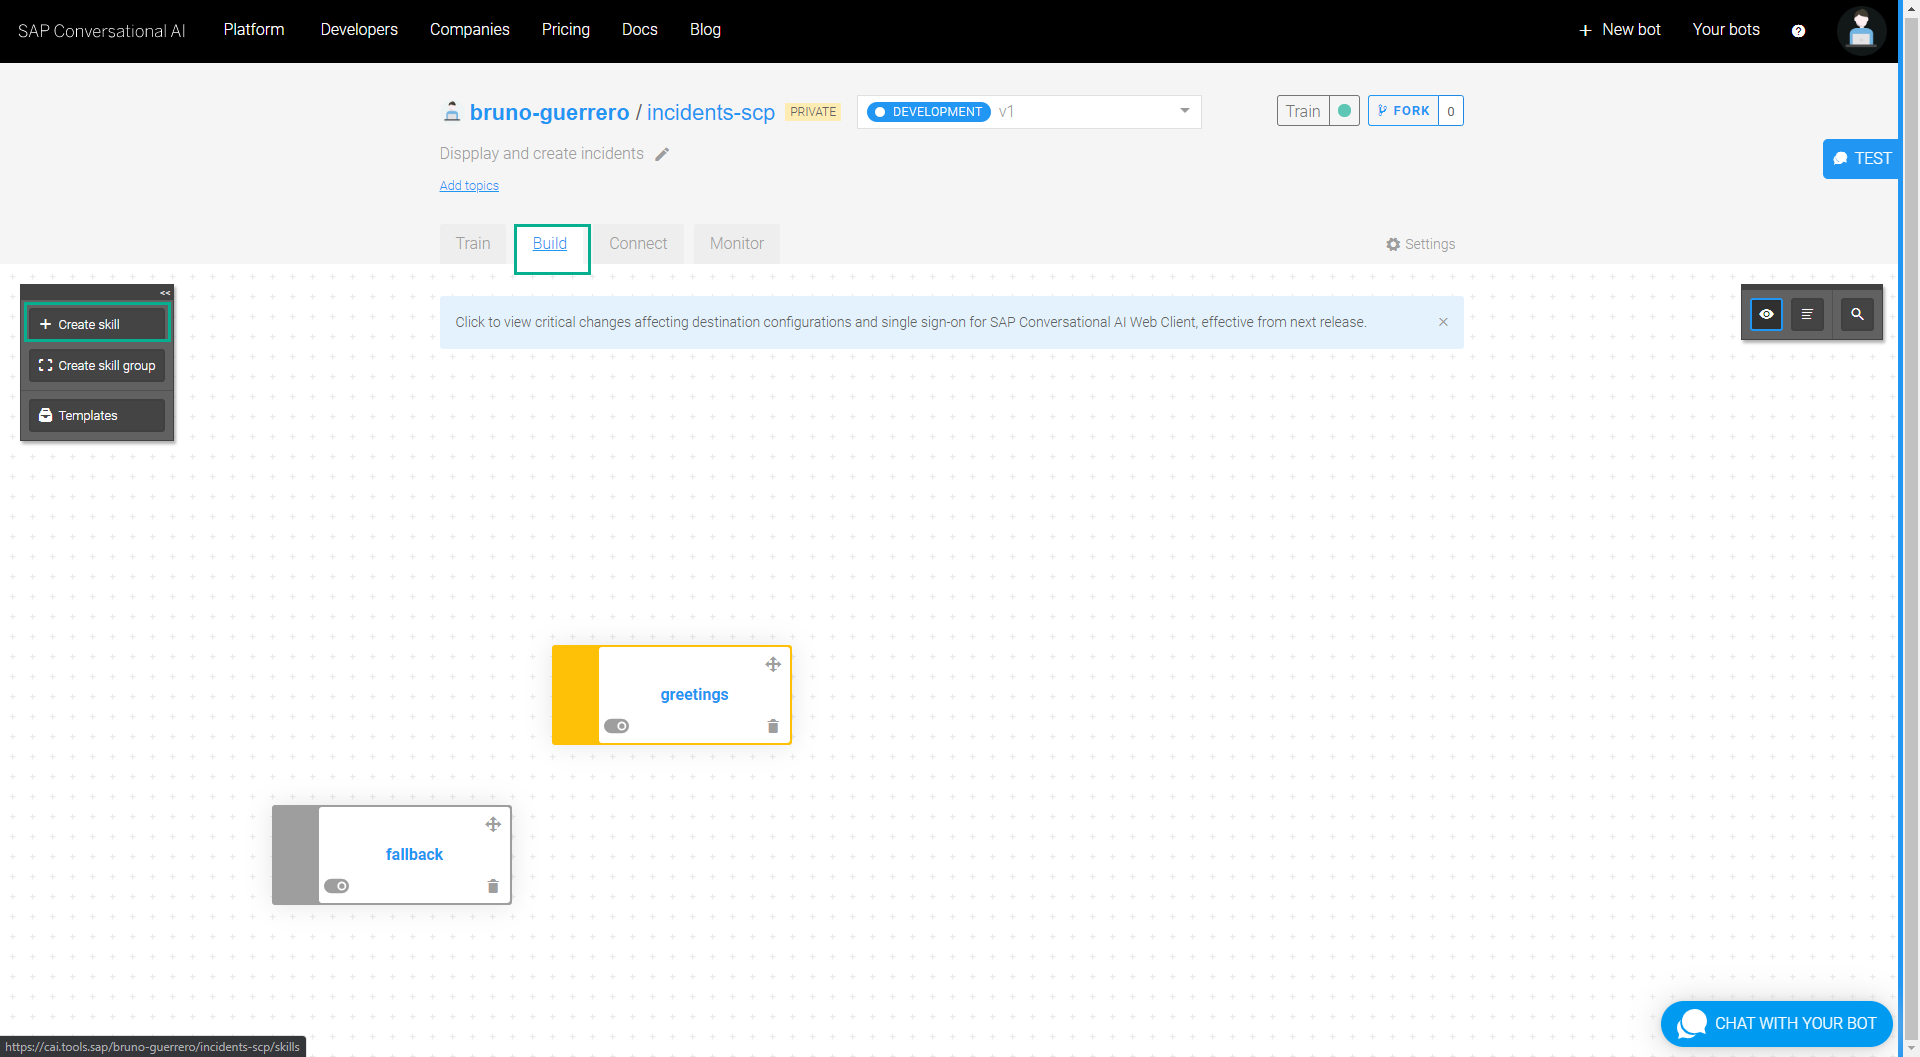 SAP Conversational AI
Platform
Developers
Companies
Pricing
Docs
Blog
+ New bot
Your bots
?
bruno-guerrero / incidents-scp
PRIVATE
DEVELOPMENT v1
Train
FORK 0
Dispplay and create incidents
Add topics
TEST
Train
Build
Connect
Monitor
Settings
<<
+ Create skill
Create skill group
Templates
Click to view critical changes affecting destination configurations and single sign-on for SAP Conversational AI Web Client, effective from next release.
×
greetings
fallback
CHAT WITH YOUR BOT
https://cai.tools.sap/bruno-guerrero/incidents-scp/skills